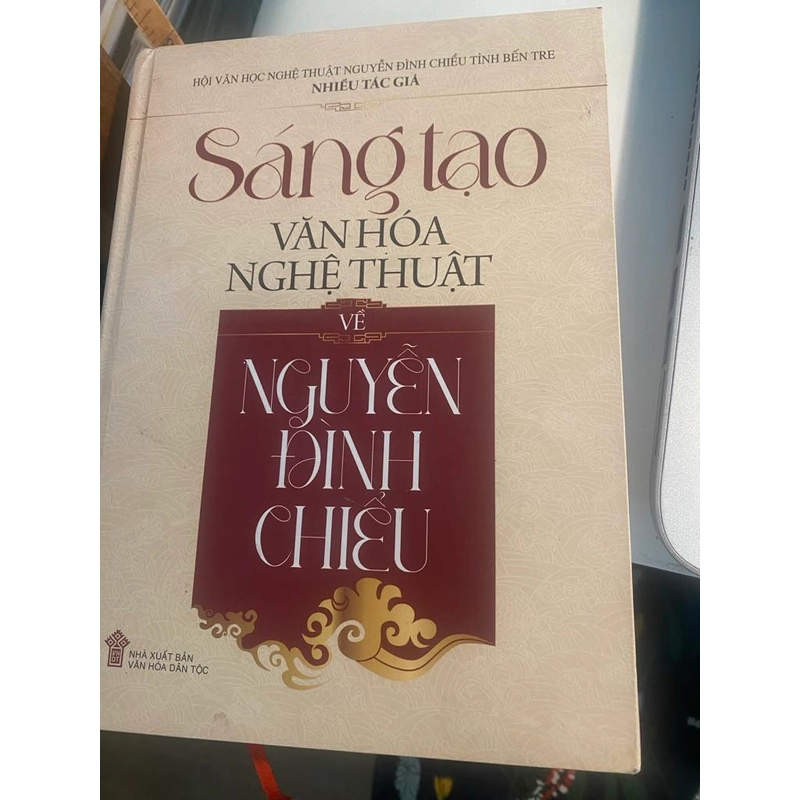 HỘI VĂN HỌC NGHỆ THUẬT NGUYỄN ĐÌNH CHIỂU TỈNH BẾN TRE
NHIỀU TÁC GIẢ
Sáng tạo
VĂN HÓA
NGHỆ THUẬT
VỀ
NGUYỄN
ĐÌNH
CHIỂU
NHÀ XUẤT BẢN
VĂN HÓA DÂN TỘC